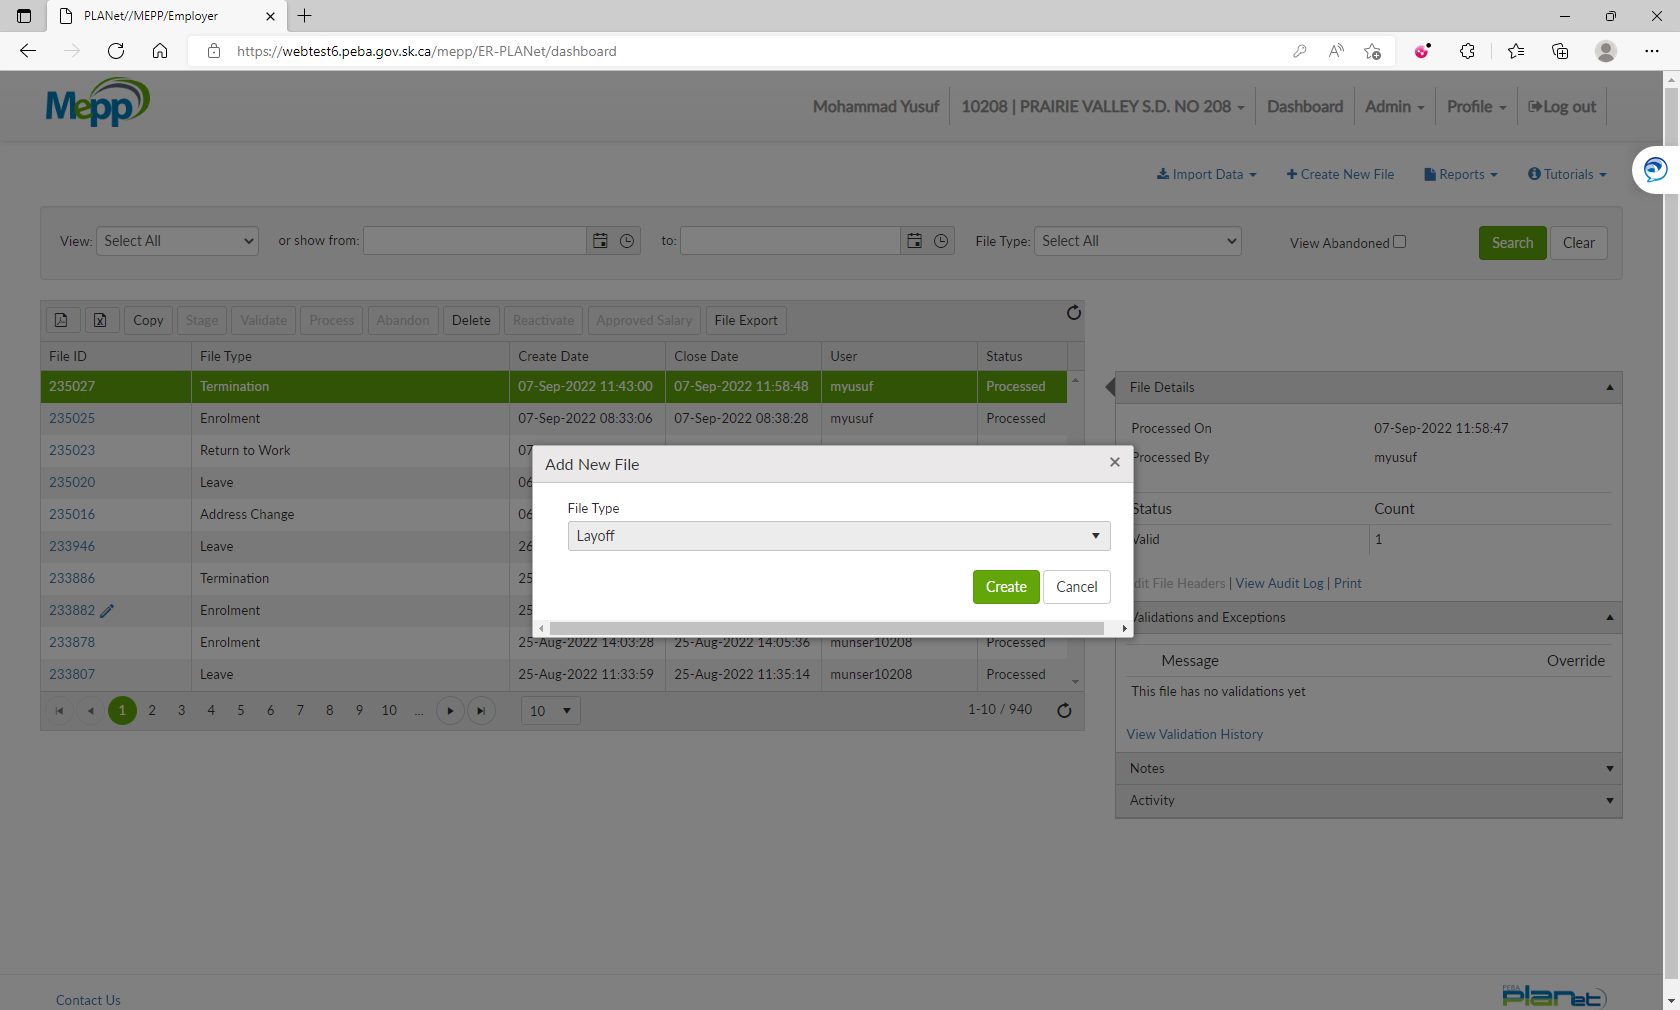 PLANet//MEPP/Employer
https://webtest6.peba.gov.sk.ca/mepp/ER-PLANet/dashboard
Mepp
Mohammad Yusuf
10208 | PRAIRIE VALLEY S.D. NO 208
Dashboard
Admin
Profile
Log out
Import Data
Create New File
Reports
Tutorials
View: Select All
or show from:
to:
File Type: Select All
View Abandoned
Search
Clear
Copy Stage Validate Process Abandon Delete Reactivate Approved Salary File Export
File ID File Type Create Date Close Date User Status
235027 Termination 07-Sep-2022 11:43:00 07-Sep-2022 11:58:48 myusuf Processed
235025 Enrolment 07-Sep-2022 08:33:06 07-Sep-2022 08:38:28 myusuf Processed
235023 Return to Work 07
235020 Leave 06
235016 Address Change 06
233946 Leave 26
233886 Termination 25
233882 Enrolment 25
233878 Enrolment 25-Aug-2022 14:03:28 25-Aug-2022 14:05:36 munser10208 Processed
233807 Leave 25-Aug-2022 11:33:59 25-Aug-2022 11:35:14 munser10208 Processed
1 2 3 4 5 6 7 8 9 10 ... 10 1-10 / 940
Add New File
File Type
Layoff
Create
Cancel
File Details
Processed On 07-Sep-2022 11:58:47
Processed By myusuf
Status Count
Valid 1
dit File Headers | View Audit Log | Print
Validations and Exceptions
Message Override
This file has no validations yet
View Validation History
Notes
Activity
Contact Us
PEBA
planet